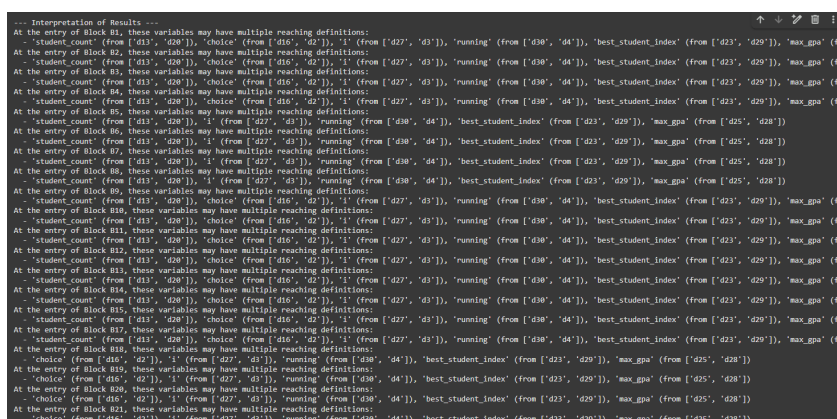 --- Interpretation of Results ---
At the entry of Block B1, these variables may have multiple reaching definitions:
- 'student_count' (from ['d13', 'd20']), 'choice' (from ['d16', 'd2']), 'i' (from ['d27', 'd3']), 'running' (from ['d30', 'd4']), 'best_student_index' (from ['d23', 'd29']), 'max_gpa' (f
At the entry of Block B2, these variables may have multiple reaching definitions:
- 'student_count' (from ['d13', 'd20']), 'choice' (from ['d16', 'd2']), 'i' (from ['d27', 'd3']), 'running' (from ['d30', 'd4']), 'best_student_index' (from ['d23', 'd29']), 'max_gpa' (f
At the entry of Block B3, these variables may have multiple reaching definitions:
- 'student_count' (from ['d13', 'd20']), 'choice' (from ['d16', 'd2']), 'i' (from ['d27', 'd3']), 'running' (from ['d30', 'd4']), 'best_student_index' (from ['d23', 'd29']), 'max_gpa' (f
At the entry of Block B4, these variables may have multiple reaching definitions:
- 'student_count' (from ['d13', 'd20']), 'choice' (from ['d16', 'd2']), 'i' (from ['d27', 'd3']), 'running' (from ['d30', 'd4']), 'best_student_index' (from ['d23', 'd29']), 'max_gpa' (f
At the entry of Block B5, these variables may have multiple reaching definitions:
- 'student_count' (from ['d13', 'd20']), 'i' (from ['d27', 'd3']), 'running' (from ['d30', 'd4']), 'best_student_index' (from ['d23', 'd29']), 'max_gpa' (from ['d25', 'd28'])
At the entry of Block B6, these variables may have multiple reaching definitions:
- 'student_count' (from ['d13', 'd20']), 'i' (from ['d27', 'd3']), 'running' (from ['d30', 'd4']), 'best_student_index' (from ['d23', 'd29']), 'max_gpa' (from ['d25', 'd28'])
At the entry of Block B7, these variables may have multiple reaching definitions:
- 'student_count' (from ['d13', 'd20']), 'i' (from ['d27', 'd3']), 'running' (from ['d30', 'd4']), 'best_student_index' (from ['d23', 'd29']), 'max_gpa' (from ['d25', 'd28'])
At the entry of Block B8, these variables may have multiple reaching definitions:
- 'student_count' (from ['d13', 'd20']), 'i' (from ['d27', 'd3']), 'running' (from ['d30', 'd4']), 'best_student_index' (from ['d23', 'd29']), 'max_gpa' (from ['d25', 'd28'])
At the entry of Block B9, these variables may have multiple reaching definitions:
- 'student_count' (from ['d13', 'd20']), 'choice' (from ['d16', 'd2']), 'i' (from ['d27', 'd3']), 'running' (from ['d30', 'd4']), 'best_student_index' (from ['d23', 'd29']), 'max_gpa' (f
At the entry of Block B10, these variables may have multiple reaching definitions:
- 'student_count' (from ['d13', 'd20']), 'choice' (from ['d16', 'd2']), 'i' (from ['d27', 'd3']), 'running' (from ['d30', 'd4']), 'best_student_index' (from ['d23', 'd29']), 'max_gpa' (f
At the entry of Block B11, these variables may have multiple reaching definitions:
- 'student_count' (from ['d13', 'd20']), 'choice' (from ['d16', 'd2']), 'i' (from ['d27', 'd3']), 'running' (from ['d30', 'd4']), 'best_student_index' (from ['d23', 'd29']), 'max_gpa' (f
At the entry of Block B12, these variables may have multiple reaching definitions:
- 'student_count' (from ['d13', 'd20']), 'choice' (from ['d16', 'd2']), 'i' (from ['d27', 'd3']), 'running' (from ['d30', 'd4']), 'best_student_index' (from ['d23', 'd29']), 'max_gpa' (f
At the entry of Block B13, these variables may have multiple reaching definitions:
- 'student_count' (from ['d13', 'd20']), 'choice' (from ['d16', 'd2']), 'i' (from ['d27', 'd3']), 'running' (from ['d30', 'd4']), 'best_student_index' (from ['d23', 'd29']), 'max_gpa' (f
At the entry of Block B14, these variables may have multiple reaching definitions:
- 'student_count' (from ['d13', 'd20']), 'choice' (from ['d16', 'd2']), 'i' (from ['d27', 'd3']), 'running' (from ['d30', 'd4']), 'best_student_index' (from ['d23', 'd29']), 'max_gpa' (f
At the entry of Block B15, these variables may have multiple reaching definitions:
- 'student_count' (from ['d13', 'd20']), 'choice' (from ['d16', 'd2']), 'i' (from ['d27', 'd3']), 'running' (from ['d30', 'd4']), 'best_student_index' (from ['d23', 'd29']), 'max_gpa' (f
At the entry of Block B17, these variables may have multiple reaching definitions:
- 'student_count' (from ['d13', 'd20']), 'choice' (from ['d16', 'd2']), 'i' (from ['d27', 'd3']), 'running' (from ['d30', 'd4']), 'best_student_index' (from ['d23', 'd29']), 'max_gpa' (f
At the entry of Block B18, these variables may have multiple reaching definitions:
- 'choice' (from ['d16', 'd2']), 'i' (from ['d27', 'd3']), 'running' (from ['d30', 'd4']), 'best_student_index' (from ['d23', 'd29']), 'max_gpa' (from ['d25', 'd28'])
At the entry of Block B19, these variables may have multiple reaching definitions:
- 'choice' (from ['d16', 'd2']), 'i' (from ['d27', 'd3']), 'running' (from ['d30', 'd4']), 'best_student_index' (from ['d23', 'd29']), 'max_gpa' (from ['d25', 'd28'])
At the entry of Block B20, these variables may have multiple reaching definitions:
- 'choice' (from ['d16', 'd2']), 'i' (from ['d27', 'd3']), 'running' (from ['d30', 'd4']), 'best_student_index' (from ['d23', 'd29']), 'max_gpa' (from ['d25', 'd28'])
At the entry of Block B21, these variables may have multiple reaching definitions:
- 'choice' (from ['d16', 'd2']), 'i' (from ['d27', 'd3']), 'running' (from ['d30', 'd4']), 'best_student_index' (from ['d23', 'd29']), 'max_gpa' (from ['d25', 'd28'])